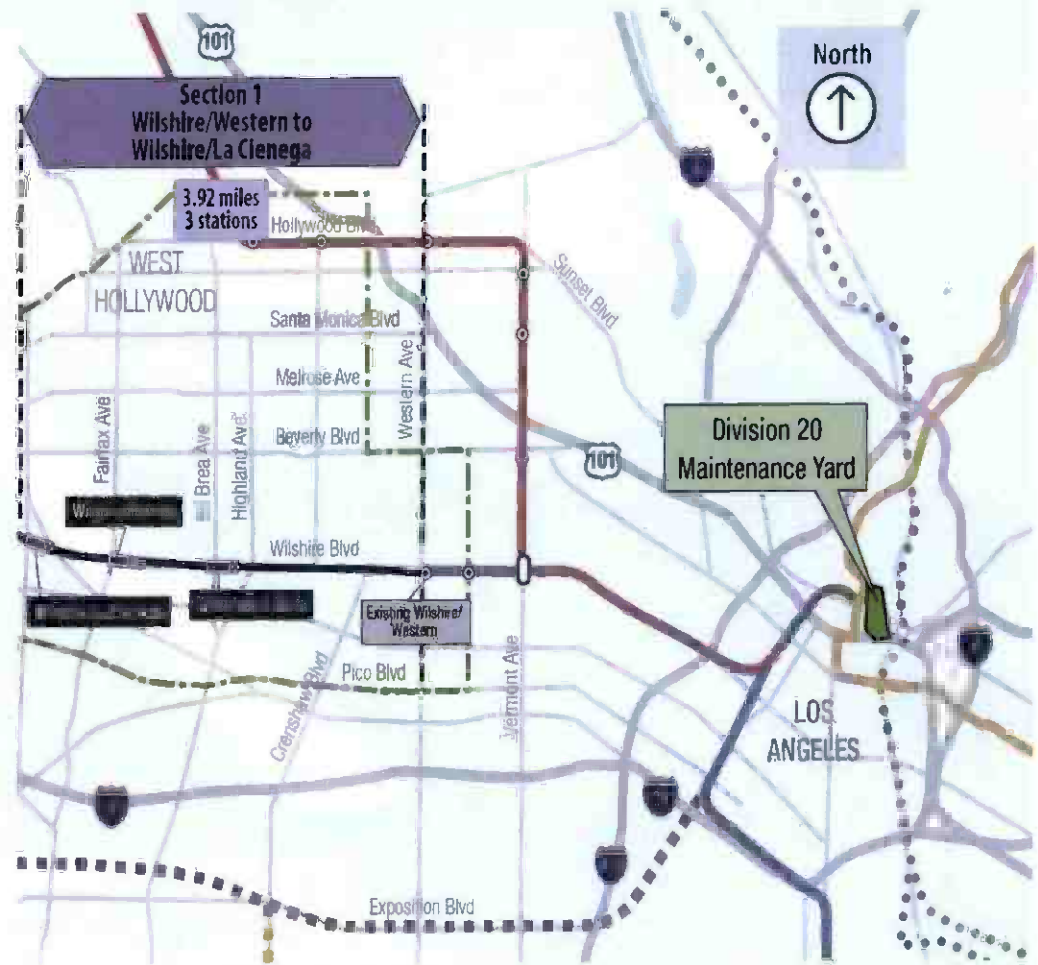 101
North
Section 1
Wilshire/Western to
Wilshire/La Cienega
3.92 miles
3 stations
Hollywood Blvd
WEST
HOLLYWOOD
Sunset Blvd
Santa Monica Blvd
Western Ave
Melrose Ave
Beverly Blvd
Fairfax Ave
Brea Ave
Highland Ave
101
Division 20
Maintenance Yard
Wilshire Blvd
Existing Wilshire/
Western
Pico Blvd
Crenshaw Blvd
Vermont Ave
LOS
ANGELES
Exposition Blvd